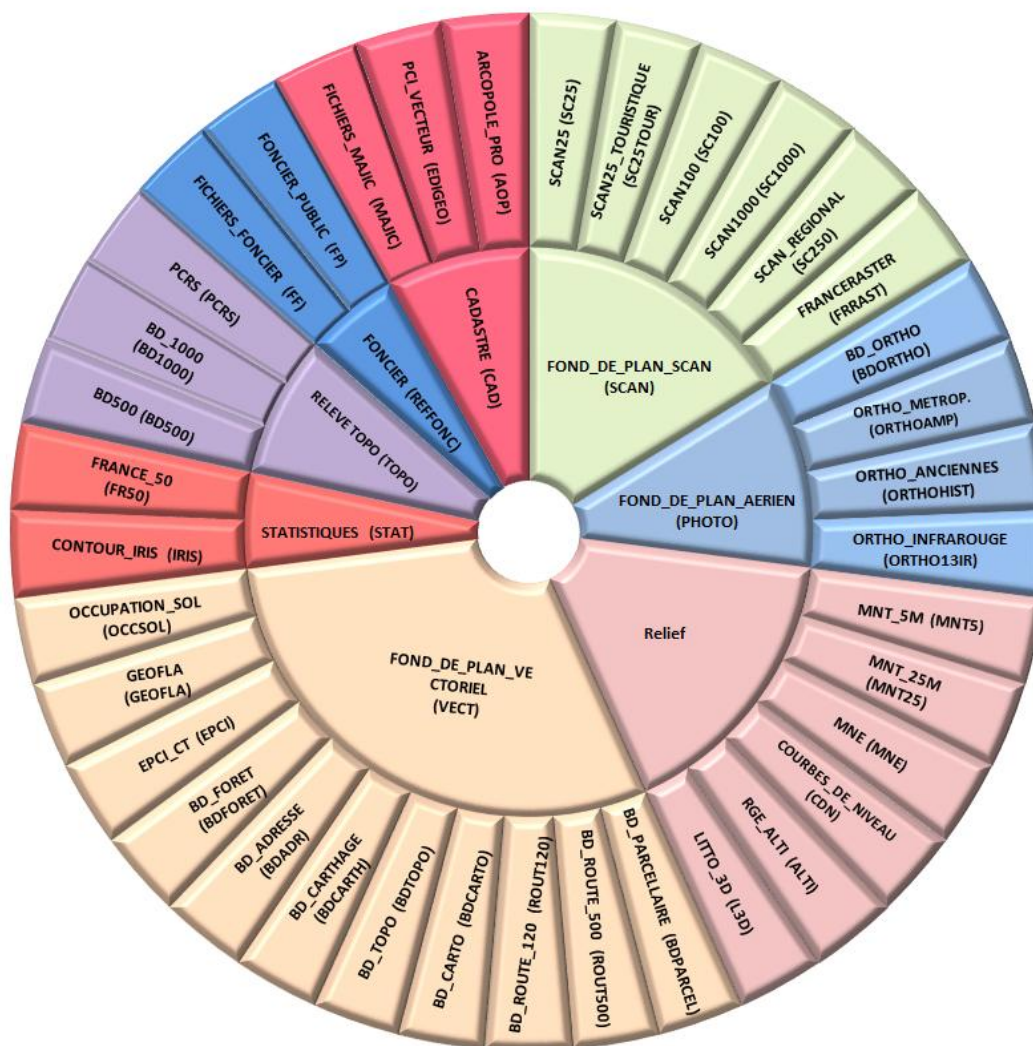 SCAN25 (SC25)
SCAN25_TOURISTIQUE
(SC25TOUR)
SCAN100 (SC100)
SCAN1000 (SC1000)
SCAN_REGIONAL
(SC250)
FRANCERASTER
(FRRAST)
FOND_DE_PLAN_SCAN
(SCAN)
BD_ORTHO
(BDORTHO)
ORTHO_METROP.
(ORTHOAMP)
ORTHO_ANCIENNES
(ORTHOHIST)
ORTHO_INFRAROUGE
(ORTHO13IR)
FOND_DE_PLAN_AERIEN
(PHOTO)
MNT_5M (MNT5)
MNT_25M
(MNT25)
MNE (MNE)
COURBES_DE_NIVEAU
(CDN)
RGE_ALTI (ALTI)
LITTO_3D (L3D)
Relief
BD_PARCELLAIRE (BDPARCEL)
BD_ROUTE_500 (ROUT500)
BD_ROUTE_120 (ROUT120)
BD_CARTO (BDCARTO)
BD_TOPO (BDTOPO)
BD_CARTHAGE
(BDCARTH)
BD_ADRESSE
(BDADR)
BD_FORET
(BDFORET)
EPCI_CT (EPCI)
GEOFLA
(GEOFLA)
OCCUPATION_SOL
(OCCSOL)
FOND_DE_PLAN_VE
CTORIEL
(VECT)
CONTOUR_IRIS (IRIS)
FRANCE_50
(FR50)
STATISTIQUES (STAT)
BD500 (BD500)
BD_1000
(BD1000)
PCRS (PCRS)
RELEVE TOPO (TOPO)
FICHIERS_FONCIER (FF)
FONCIER_PUBLIC (FP)
FONCIER (REFFONC)
FICHIERS_MAJIC (MAJIC)
PCI_VECTEUR (EDIGEO)
ARCOPOLE_PRO (AOP)
CADASTRE (CAD)